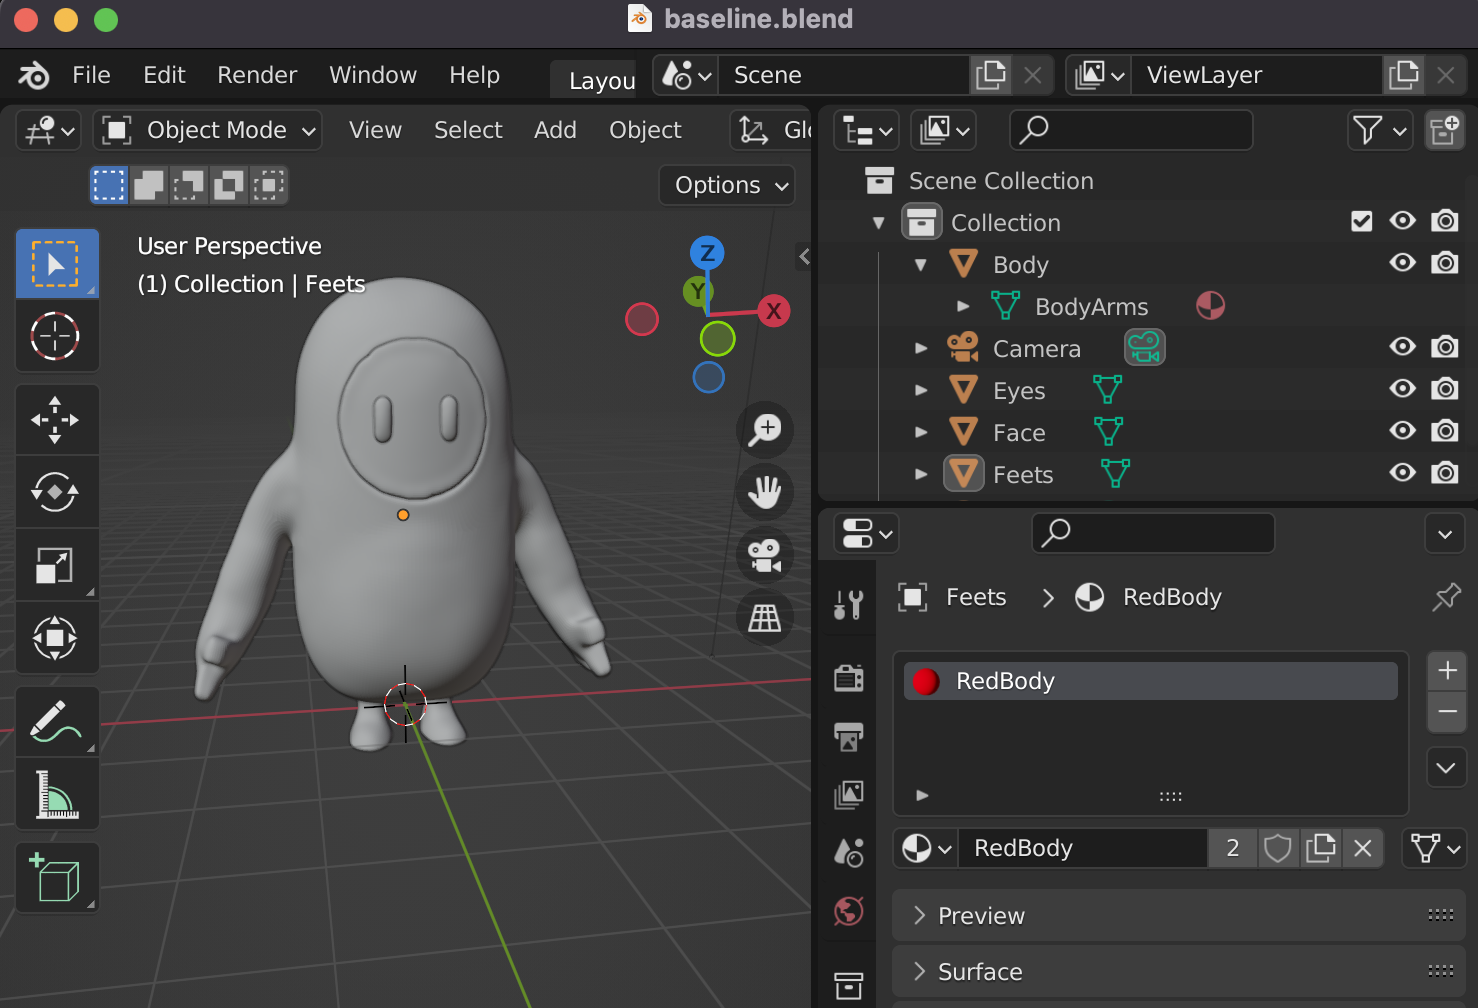 baseline.blend
File Edit Render Window Help Layou Scene ViewLayer
Object Mode View Select Add Object Glo
Options
User Perspective
(1) Collection | Feets
Z
Y
X
Scene Collection
Collection
Body
BodyArms
Camera
Eyes
Face
Feets
Feets > RedBody
RedBody
RedBody 2
Preview
Surface